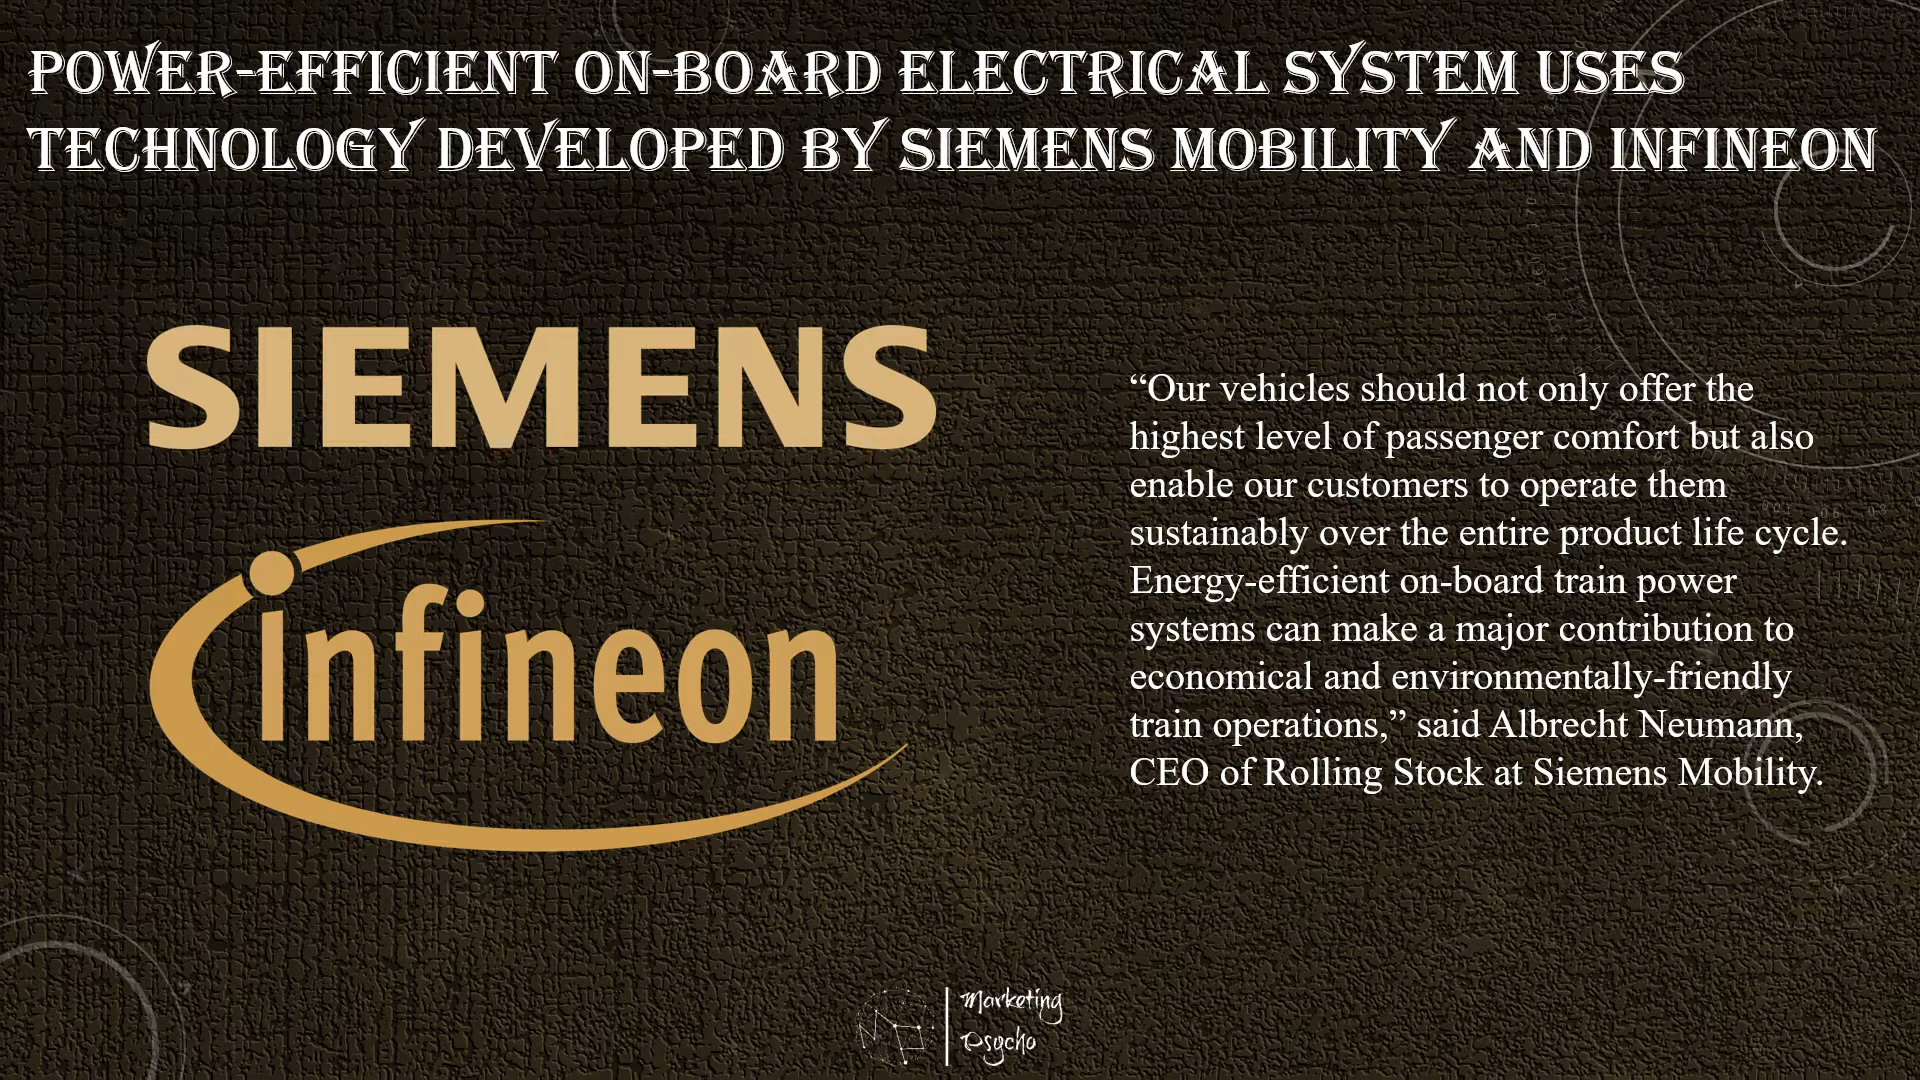 POWER-EFFICIENT ON-BOARD ELECTRICAL SYSTEM USES
TECHNOLOGY DEVELOPED BY SIEMENS MOBILITY AND INFINEON
SIEMENS
infineon
“Our vehicles should not only offer the
highest level of passenger comfort but also
enable our customers to operate them
sustainably over the entire product life cycle.
Energy-efficient on-board train power
systems can make a major contribution to
economical and environmentally-friendly
train operations,” said Albrecht Neumann,
CEO of Rolling Stock at Siemens Mobility.
Marketing
Psycho